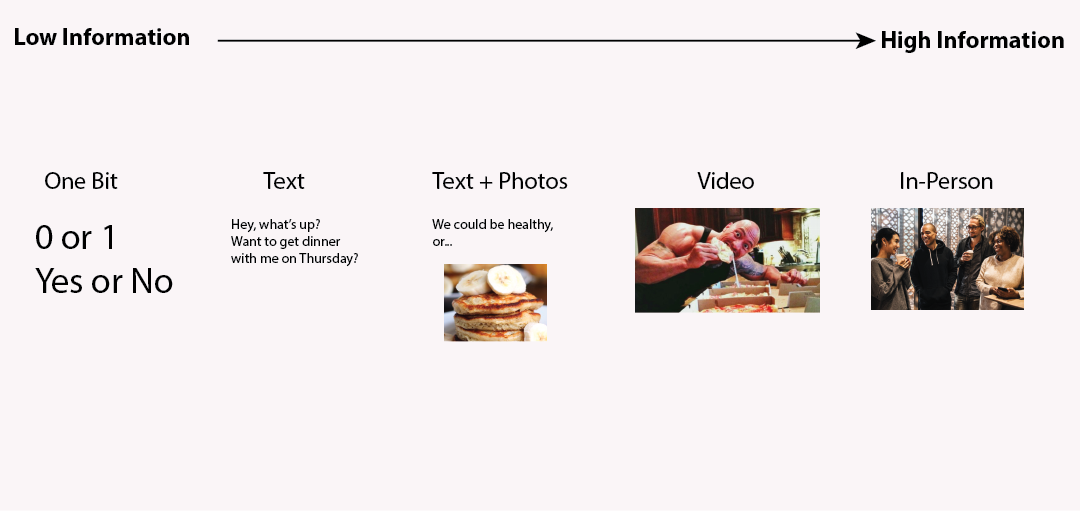 Low Information
High Information
One Bit
Text
Text + Photos
Video
In-Person
0 or 1
Yes or No
Hey, what's up?
Want to get dinner
with me on Thursday?
We could be healthy,
or...